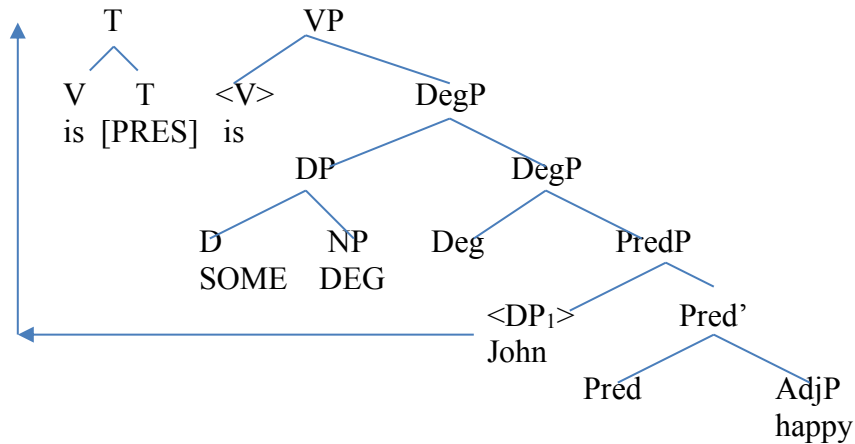 T VP
V T <V> DegP
is [PRES] is
DP DegP
D NP Deg PredP
SOME DEG
<DP₁> Pred’
John
Pred AdjP
happy